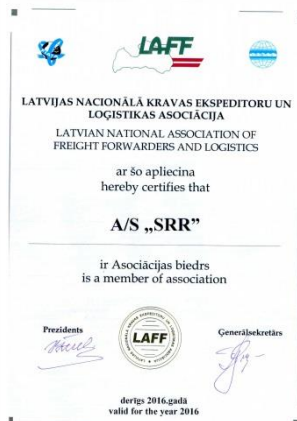 LAFF
LATVIJAS NACIONĀLĀ KRAVAS EKSPEDITORU UN
LOĢISTIKAS ASOCIĀCIJA
LATVIAN NATIONAL ASSOCIATION OF
FREIGHT FORWARDERS AND LOGISTICS
ar šo apliecina
hereby certifies that
A/S „SRR”
ir Asociācijas biedrs
is a member of association
Prezidents
Ģenerālsekretārs
LAFF
derīgs 2016.gadā
valid for the year 2016